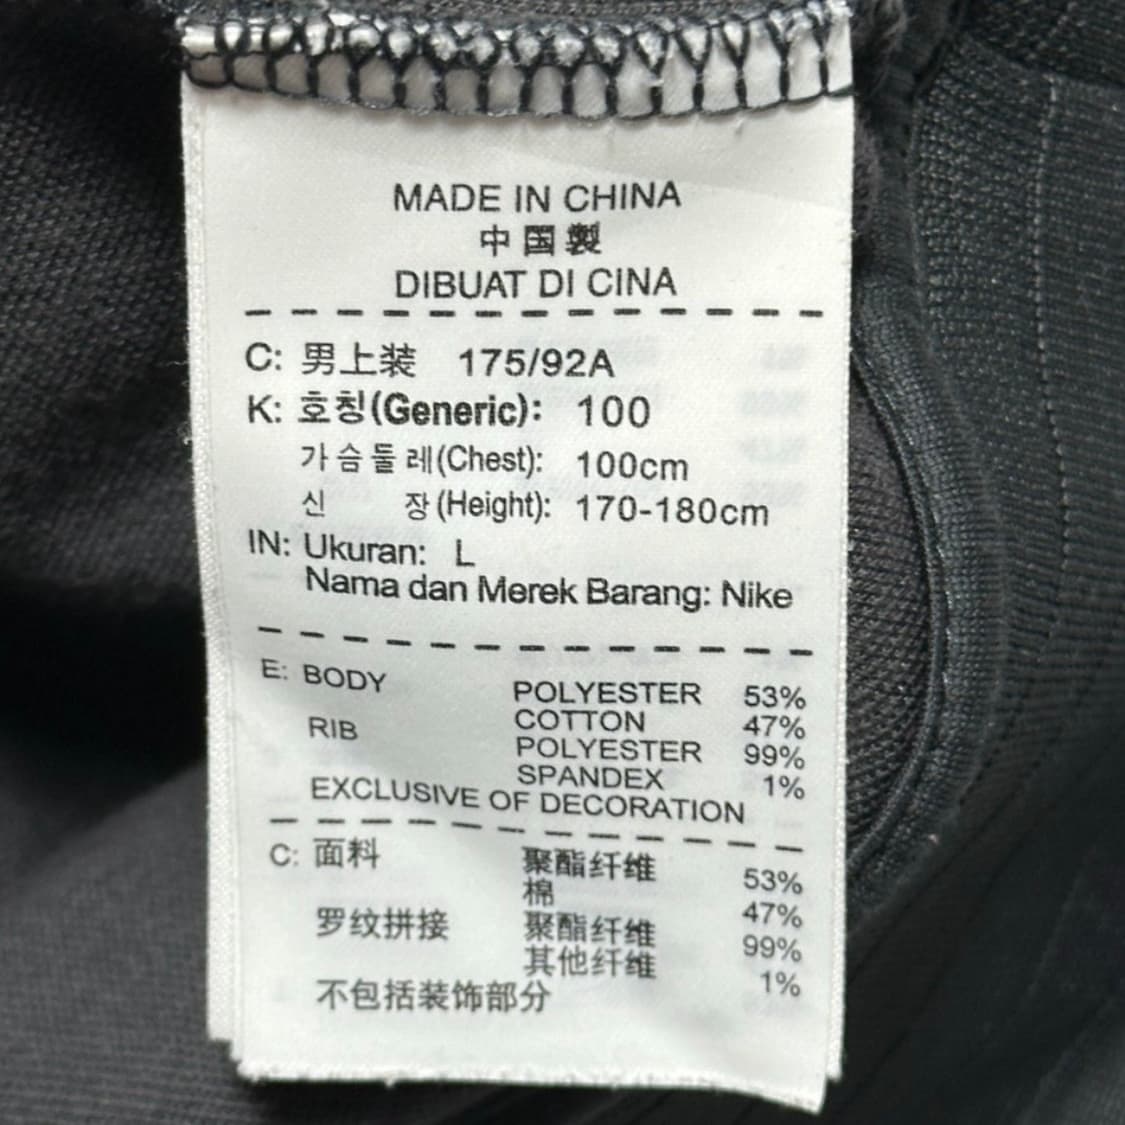 MADE IN CHINA
中国製
DIBUAT DI CINA
C: 男上装 175/92A
K: 호칭(Generic): 100
가슴둘레(Chest): 100cm
신 장(Height): 170-180cm
IN: Ukuran: L
Nama dan Merek Barang: Nike
E: BODY POLYESTER 53%
COTTON 47%
RIB POLYESTER 99%
SPANDEX 1%
EXCLUSIVE OF DECORATION
C: 面料 聚酯纤维 53%
棉 47%
罗纹拼接 聚酯纤维 99%
其他纤维 1%
不包括装饰部分